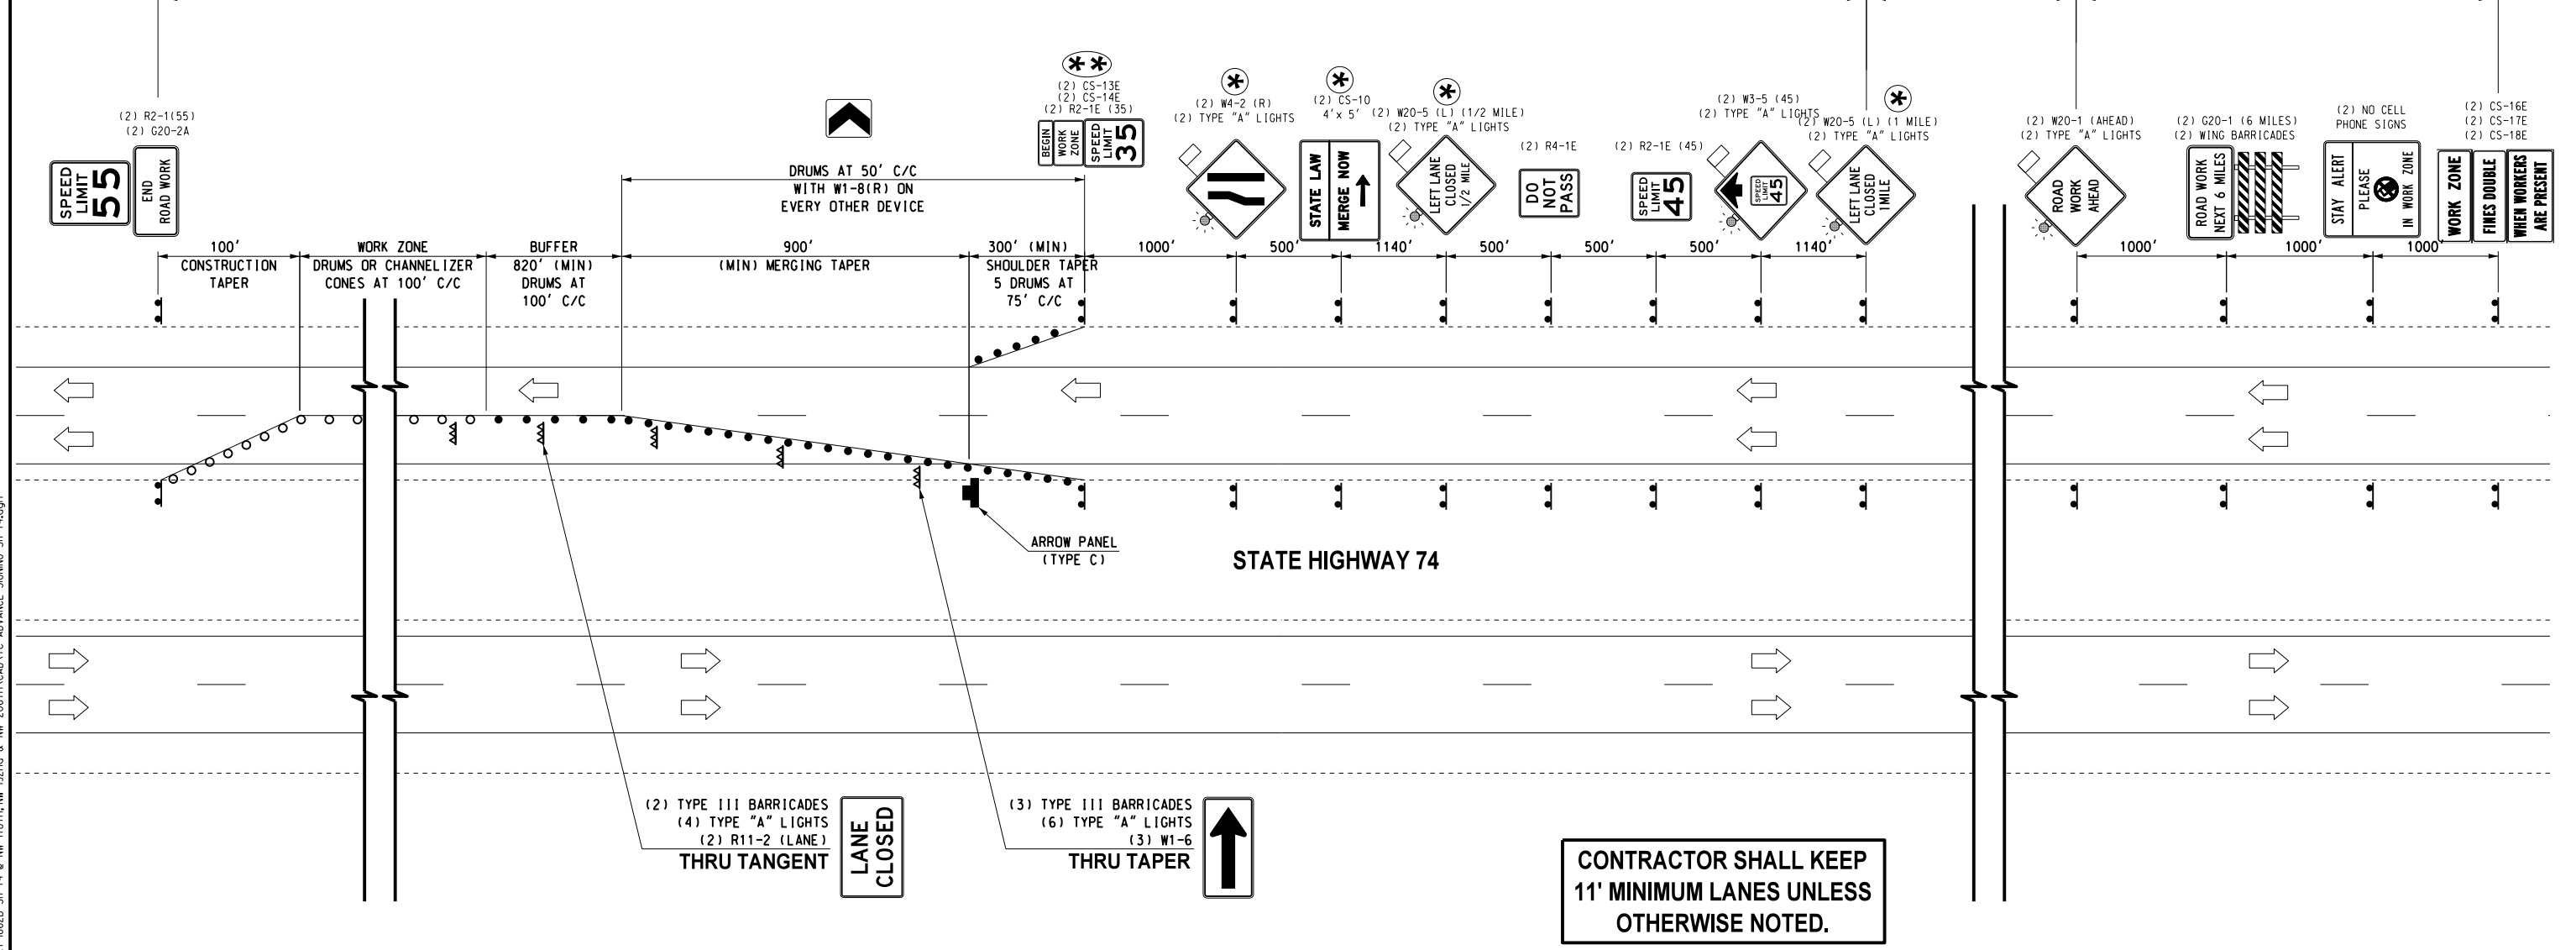 (2) R2-1(55)
(2) G20-2A
SPEED
LIMIT
55
END
ROAD WORK
DRUMS AT 50' C/C
WITH W1-8(R) ON
EVERY OTHER DEVICE
**
(2) CS-13E
(2) CS-14E
(2) R2-1E (35)
BEGIN
WORK
ZONE
SPEED
LIMIT
35
*
(2) W4-2 (R)
(2) TYPE "A" LIGHTS
*
(2) CS-10
4'x 5'
STATE LAW
MERGE NOW
*
(2) W20-5 (L) (1/2 MILE)
(2) TYPE "A" LIGHTS
LEFT LANE
CLOSED
1/2 MILE
(2) R4-1E
DO
NOT
PASS
(2) R2-1E (45)
SPEED
LIMIT
45
(2) W3-5 (45)
(2) TYPE "A" LIGHTS
SPEED
LIMIT
45
*
(2) W20-5 (L) (1 MILE)
(2) TYPE "A" LIGHTS
LEFT LANE
CLOSED
1 MILE
(2) W20-1 (AHEAD)
(2) TYPE "A" LIGHTS
ROAD
WORK
AHEAD
(2) G20-1 (6 MILES)
(2) WING BARRICADES
ROAD WORK
NEXT 6 MILES
(2) NO CELL
PHONE SIGNS
STAY ALERT
PLEASE
IN WORK ZONE
(2) CS-16E
(2) CS-17E
(2) CS-18E
WORK ZONE
FINES DOUBLE
WHEN WORKERS
ARE PRESENT
100'
CONSTRUCTION
TAPER
WORK ZONE
DRUMS OR CHANNELIZER
CONES AT 100' C/C
BUFFER
820' (MIN)
DRUMS AT
100' C/C
900'
(MIN) MERGING TAPER
300' (MIN)
SHOULDER TAPER
5 DRUMS AT
75' C/C
1000'
500'
1140'
500'
500'
500'
1140'
1000'
1000'
1000'
ARROW PANEL
(TYPE C)
STATE HIGHWAY 74
(2) TYPE III BARRICADES
(4) TYPE "A" LIGHTS
(2) R11-2 (LANE)
THRU TANGENT
LANE
CLOSED
(3) TYPE III BARRICADES
(6) TYPE "A" LIGHTS
(3) W1-6
THRU TAPER
CONTRACTOR SHALL KEEP
11' MINIMUM LANES UNLESS
OTHERWISE NOTED.